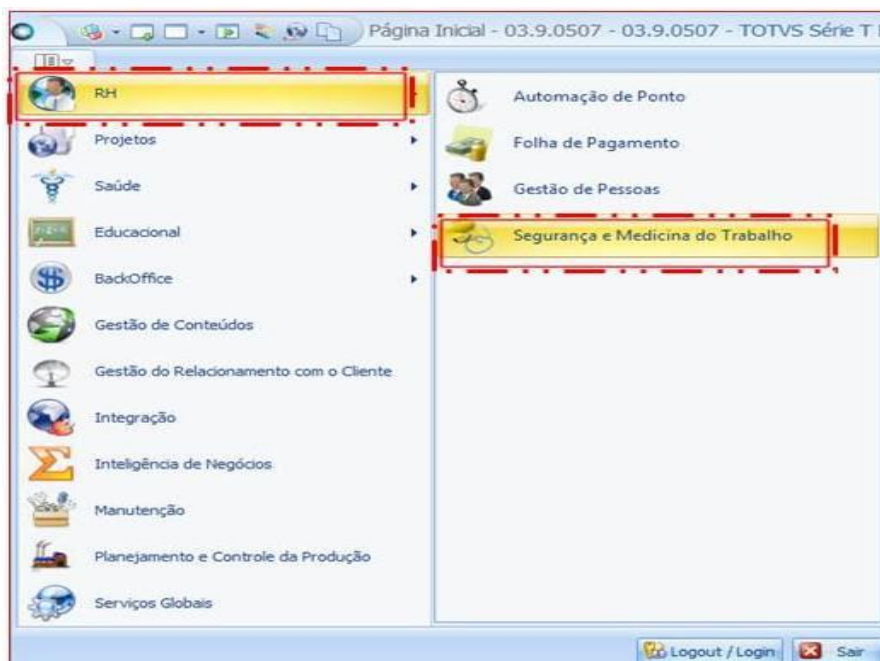 Página Inicial - 03.9.0507 - 03.9.0507 - TOTVS Série T
RH
Projetos
Saúde
Educacional
BackOffice
Gestão de Conteúdos
Gestão do Relacionamento com o Cliente
Integração
Inteligência de Negócios
Manutenção
Planejamento e Controle da Produção
Serviços Globais
Automação de Ponto
Folha de Pagamento
Gestão de Pessoas
Segurança e Medicina do Trabalho
Logout / Login
Sair